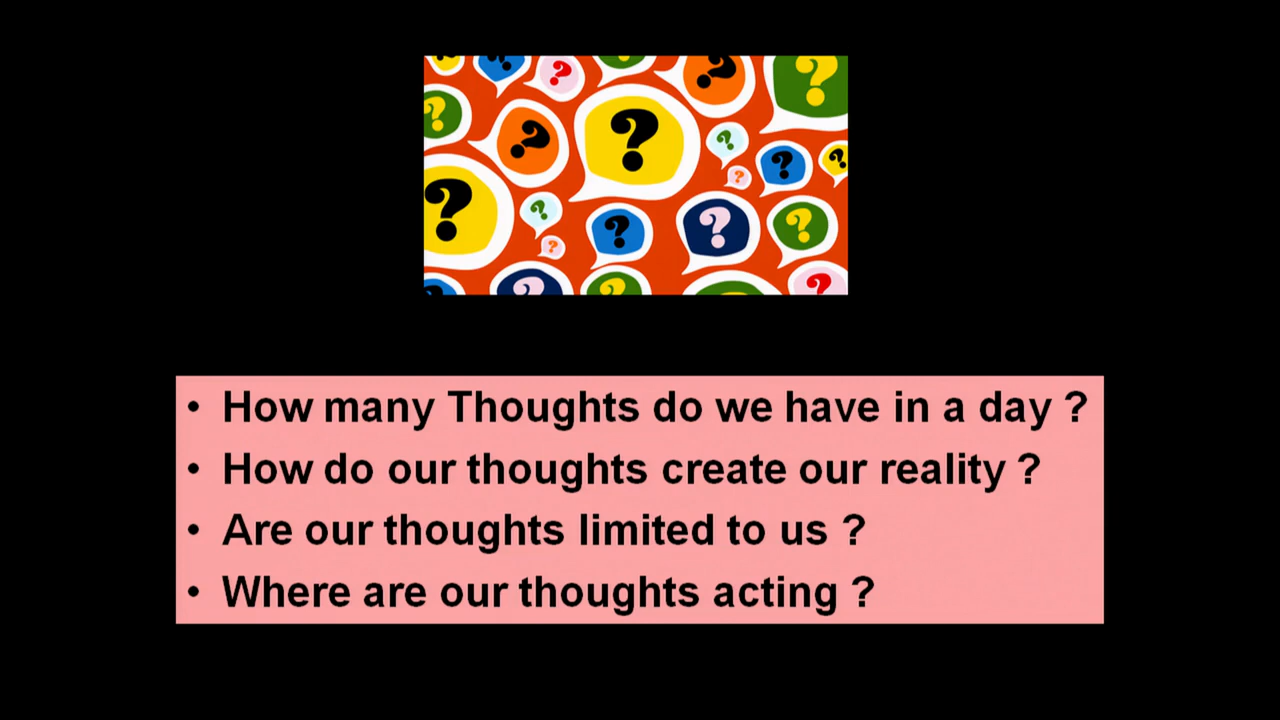 • How many Thoughts do we have in a day ?
• How do our thoughts create our reality ?
• Are our thoughts limited to us ?
• Where are our thoughts acting ?